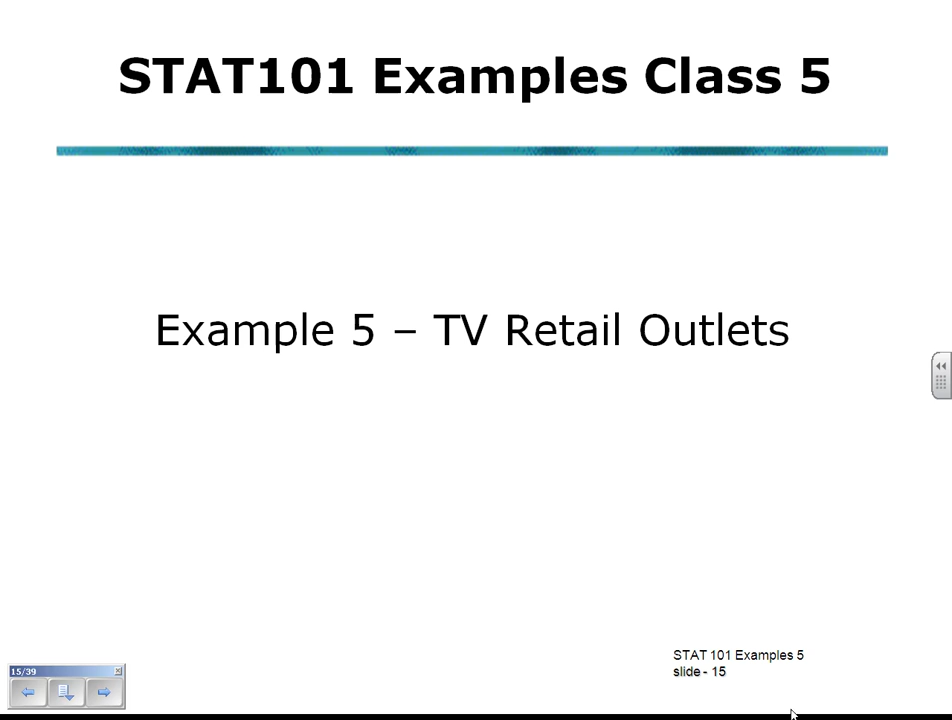 STAT101 Examples Class 5
Example 5 – TV Retail Outlets
STAT 101 Examples 5
slide - 15
15/39